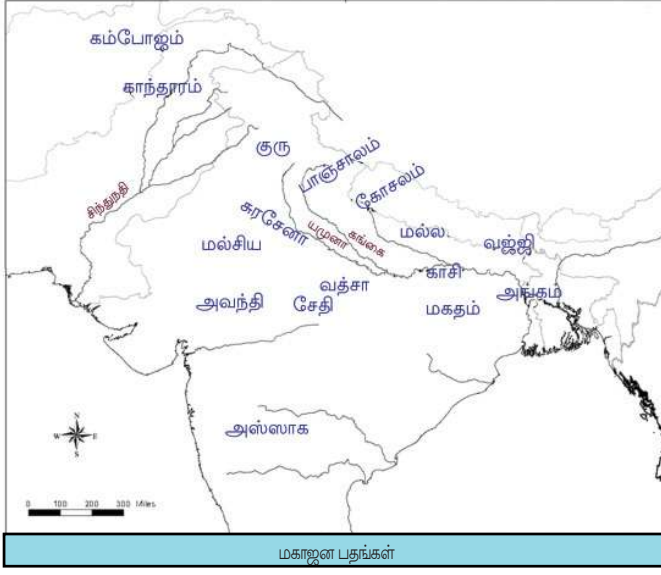 கம்போஜம்
காந்தாரம்
குரு
பாஞ்சாலம்
கோசலம்
சிந்துநதி
சுரசேனா
யமுனா
கங்கை
மல்ல
வஜ்ஜி
மல்சிய
காசி
வத்சா
அங்கம்
அவந்தி
சேதி
மகதம்
அஸ்ஸாக
N
W E
S
0 100 200 300 Miles
மகாஜன பதங்கள்